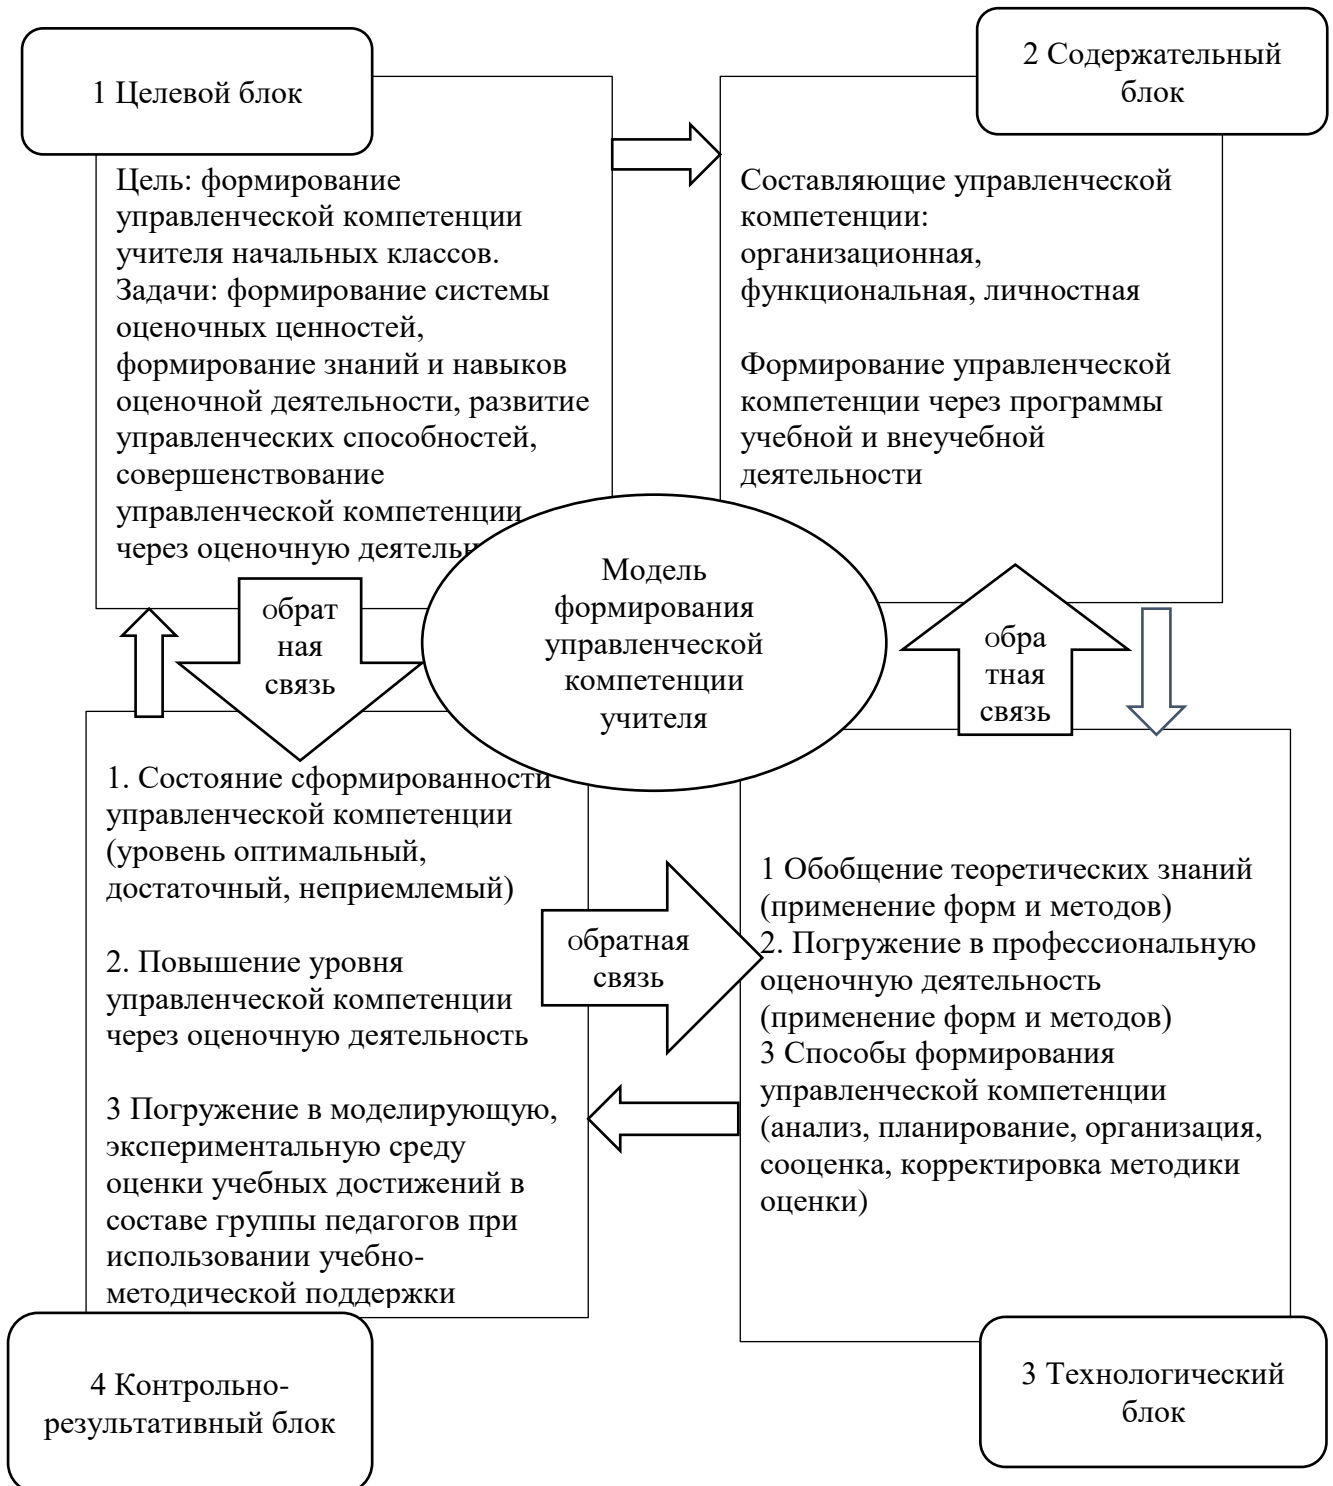 1 Целевой блок
Цель: формирование
управленческой компетенции
учителя начальных классов.
Задачи: формирование системы
оценочных ценностей,
формирование знаний и навыков
оценочной деятельности, развитие
управленческих способностей,
совершенствование
управленческой компетенции
через оценочную
2 Содержательный
блок
Составляющие управленческой
компетенции:
организационная,
функциональная, личностная
Формирование управленческой
компетенции через программы
учебной и внеучебной
деятельности
Модель
формирования
управленческой
компетенции
учителя
обрат
ная
связь
обра
тная
связь
1. Состояние сформированности
управленческой компетенции
(уровень оптимальный,
достаточный, неприемлемый)
2. Повышение уровня
управленческой компетенции
через оценочную деятельность
3 Погружение в моделирующую,
экспериментальную среду
оценки учебных достижений в
составе группы педагогов при
использовании учебно-
методической поддержки
обратная
связь
1 Обобщение теоретических знаний
(применение форм и методов)
2. Погружение в профессиональную
оценочную деятельность
(применение форм и методов)
3 Способы формирования
управленческой компетенции
(анализ, планирование, организация,
сооценка, корректировка методики
оценки)
4 Контрольно-
результативный блок
3 Технологический
блок